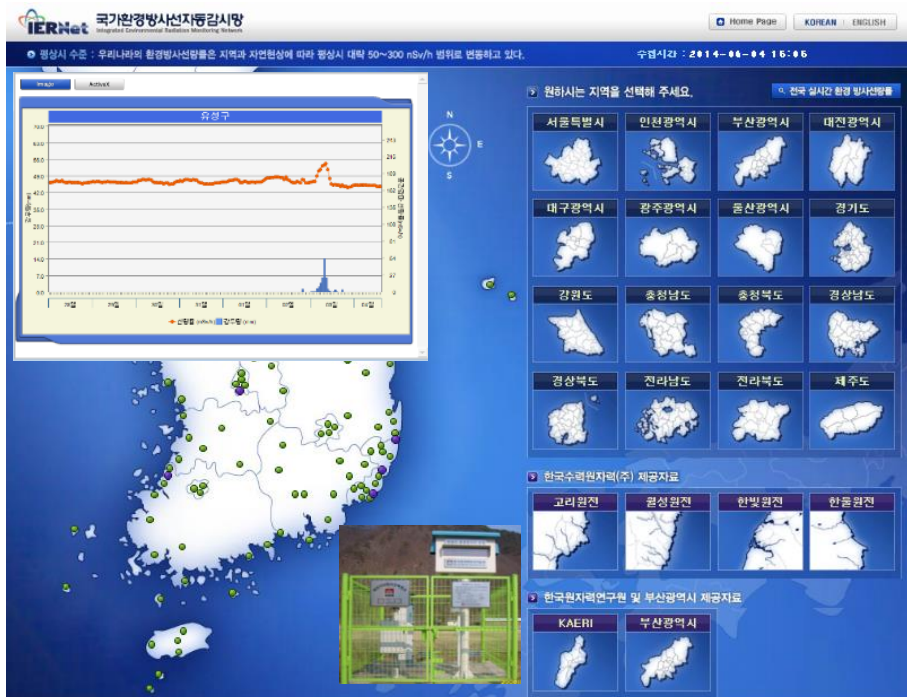 IERNet 국가환경방사선자동감시망
Integrated Environmental Radiation Monitoring Network
Home Page
KOREAN ENGLISH
평상시 수준 : 우리나라의 환경방사선량률은 지역과 자연현상에 따라 평상시 대략 50~300 nSv/h 범위로 변동하고 있다.
수집시간 : 2014-06-04 15:05
Image ActiveX
유성구
N
E
S
선량률 (nSv/h) 강우량 (mm)
원하시는 지역을 선택해 주세요.
전국 실시간 환경 방사선량률
서울특별시 인천광역시 부산광역시 대전광역시
대구광역시 광주광역시 울산광역시 경기도
강원도 충청남도 충청북도 경상남도
경상북도 전라남도 전라북도 제주도
한국수력원자력(주) 제공자료
고리원전 월성원전 한빛원전 한울원전
한국원자력연구원 및 부산광역시 제공자료
KAERI 부산광역시